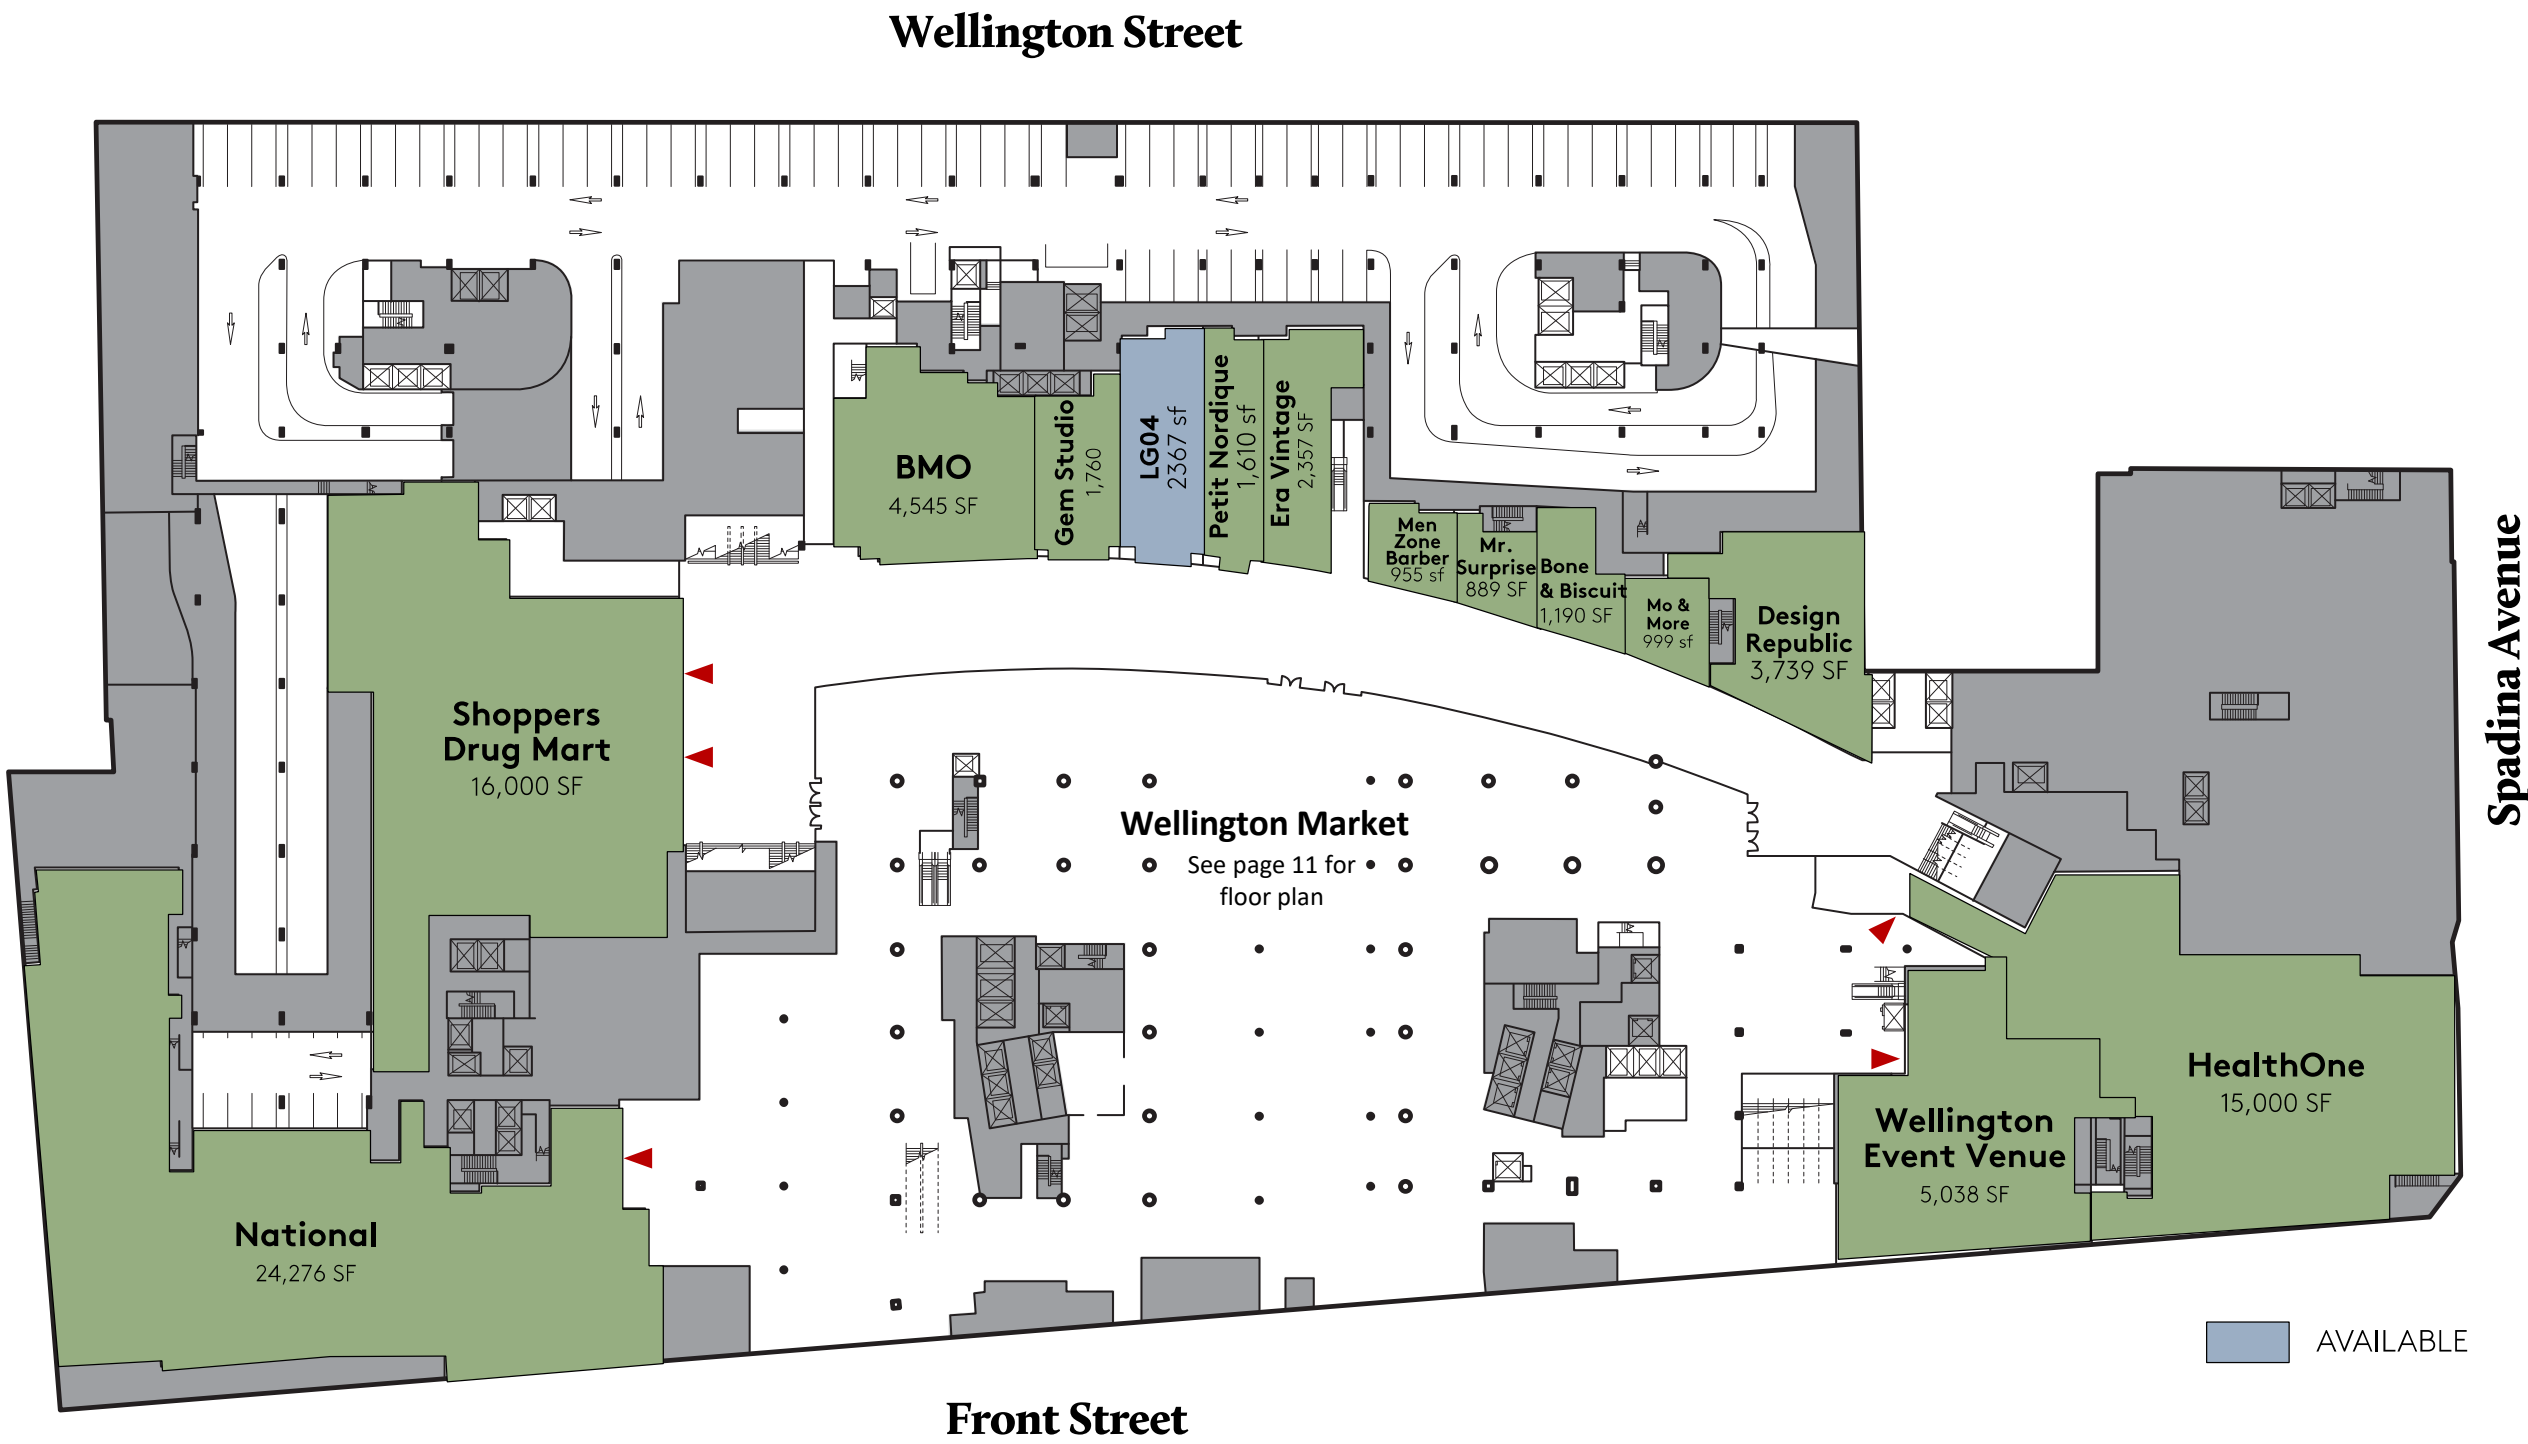 Wellington Street
BMO
4,545 SF
Gem Studio
1,760
LG04
2367 sf
Petit Nordique
1,610 sf
Era Vintage
2,357 SF
Men
Zone
Barber
955 sf
Mr.
Surprise
889 SF
Bone
& Biscuit
1,190 SF
Mo &
More
999 sf
Design
Republic
3,739 SF
Spadina Avenue
Shoppers
Drug Mart
16,000 SF
Wellington Market
See page 11 for
floor plan
HealthOne
15,000 SF
Wellington
Event Venue
5,038 SF
National
24,276 SF
AVAILABLE
Front Street